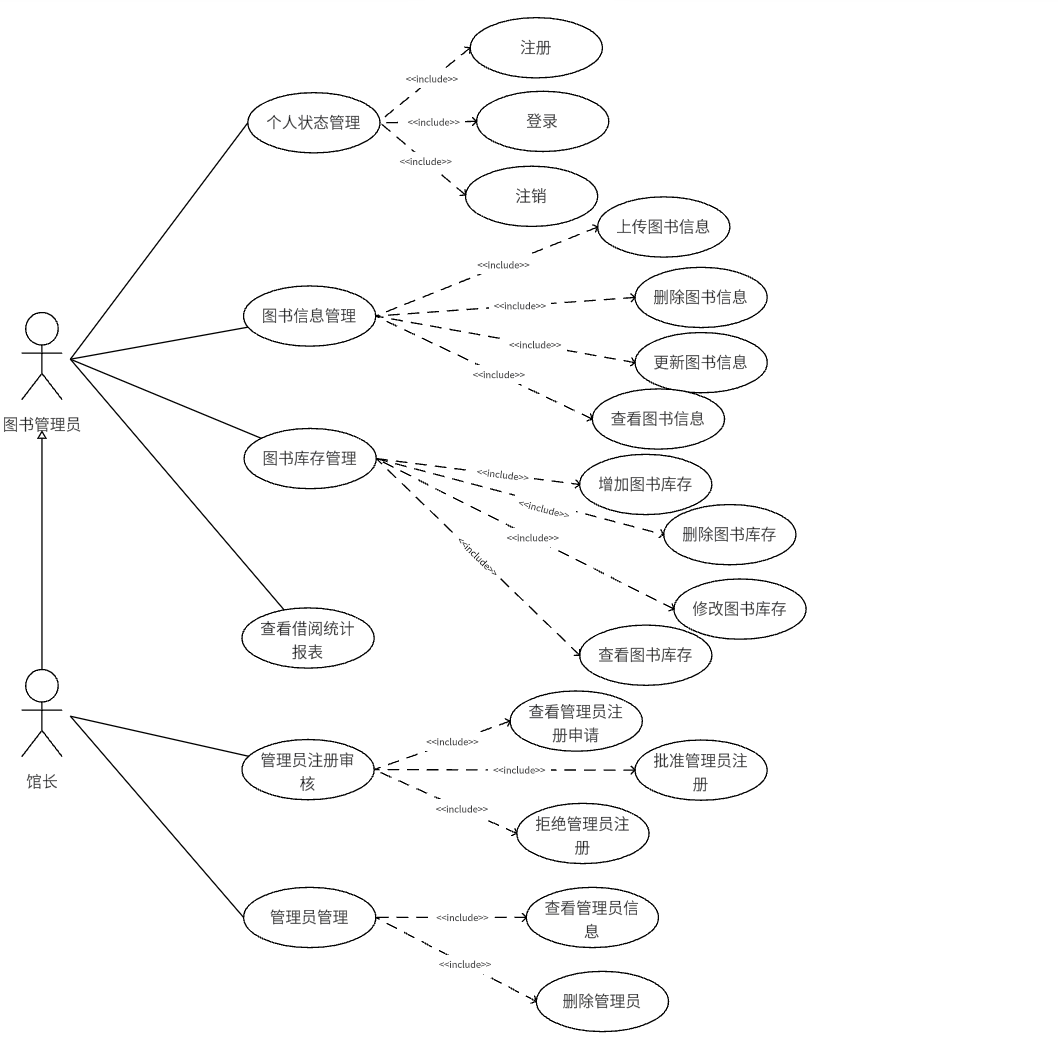 注册
<<include>>
个人状态管理
<<include>>
登录
<<include>>
注销
上传图书信息
<<include>>
删除图书信息
<<include>>
图书信息管理
<<include>>
更新图书信息
<<include>>
查看图书信息
图书管理员
图书库存管理
<<include>>
增加图书库存
<<include>>
删除图书库存
<<include>>
<<include>>
修改图书库存
查看借阅统计
报表
查看图书库存
查看管理员注
册申请
<<include>>
管理员注册审
核
<<include>>
批准管理员注
册
馆长
<<include>>
拒绝管理员注
册
管理员管理
<<include>>
查看管理员信
息
<<include>>
删除管理员